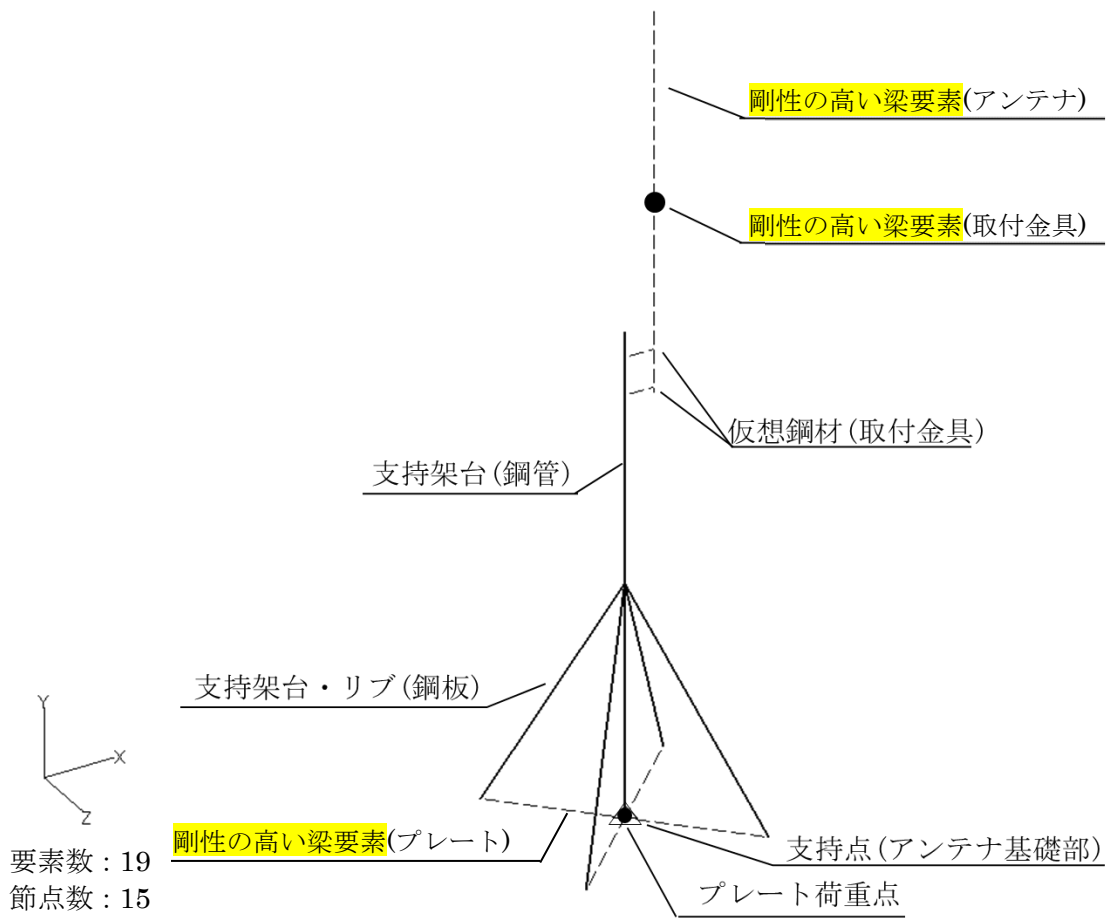 剛性の高い梁要素(アンテナ)
剛性の高い梁要素(取付金具)
仮想鋼材(取付金具)
支持架台(鋼管)
支持架台・リブ(鋼板)
Y
X
Z
剛性の高い梁要素(プレート)
支持点(アンテナ基礎部)
プレート荷重点
要素数:19
節点数:15